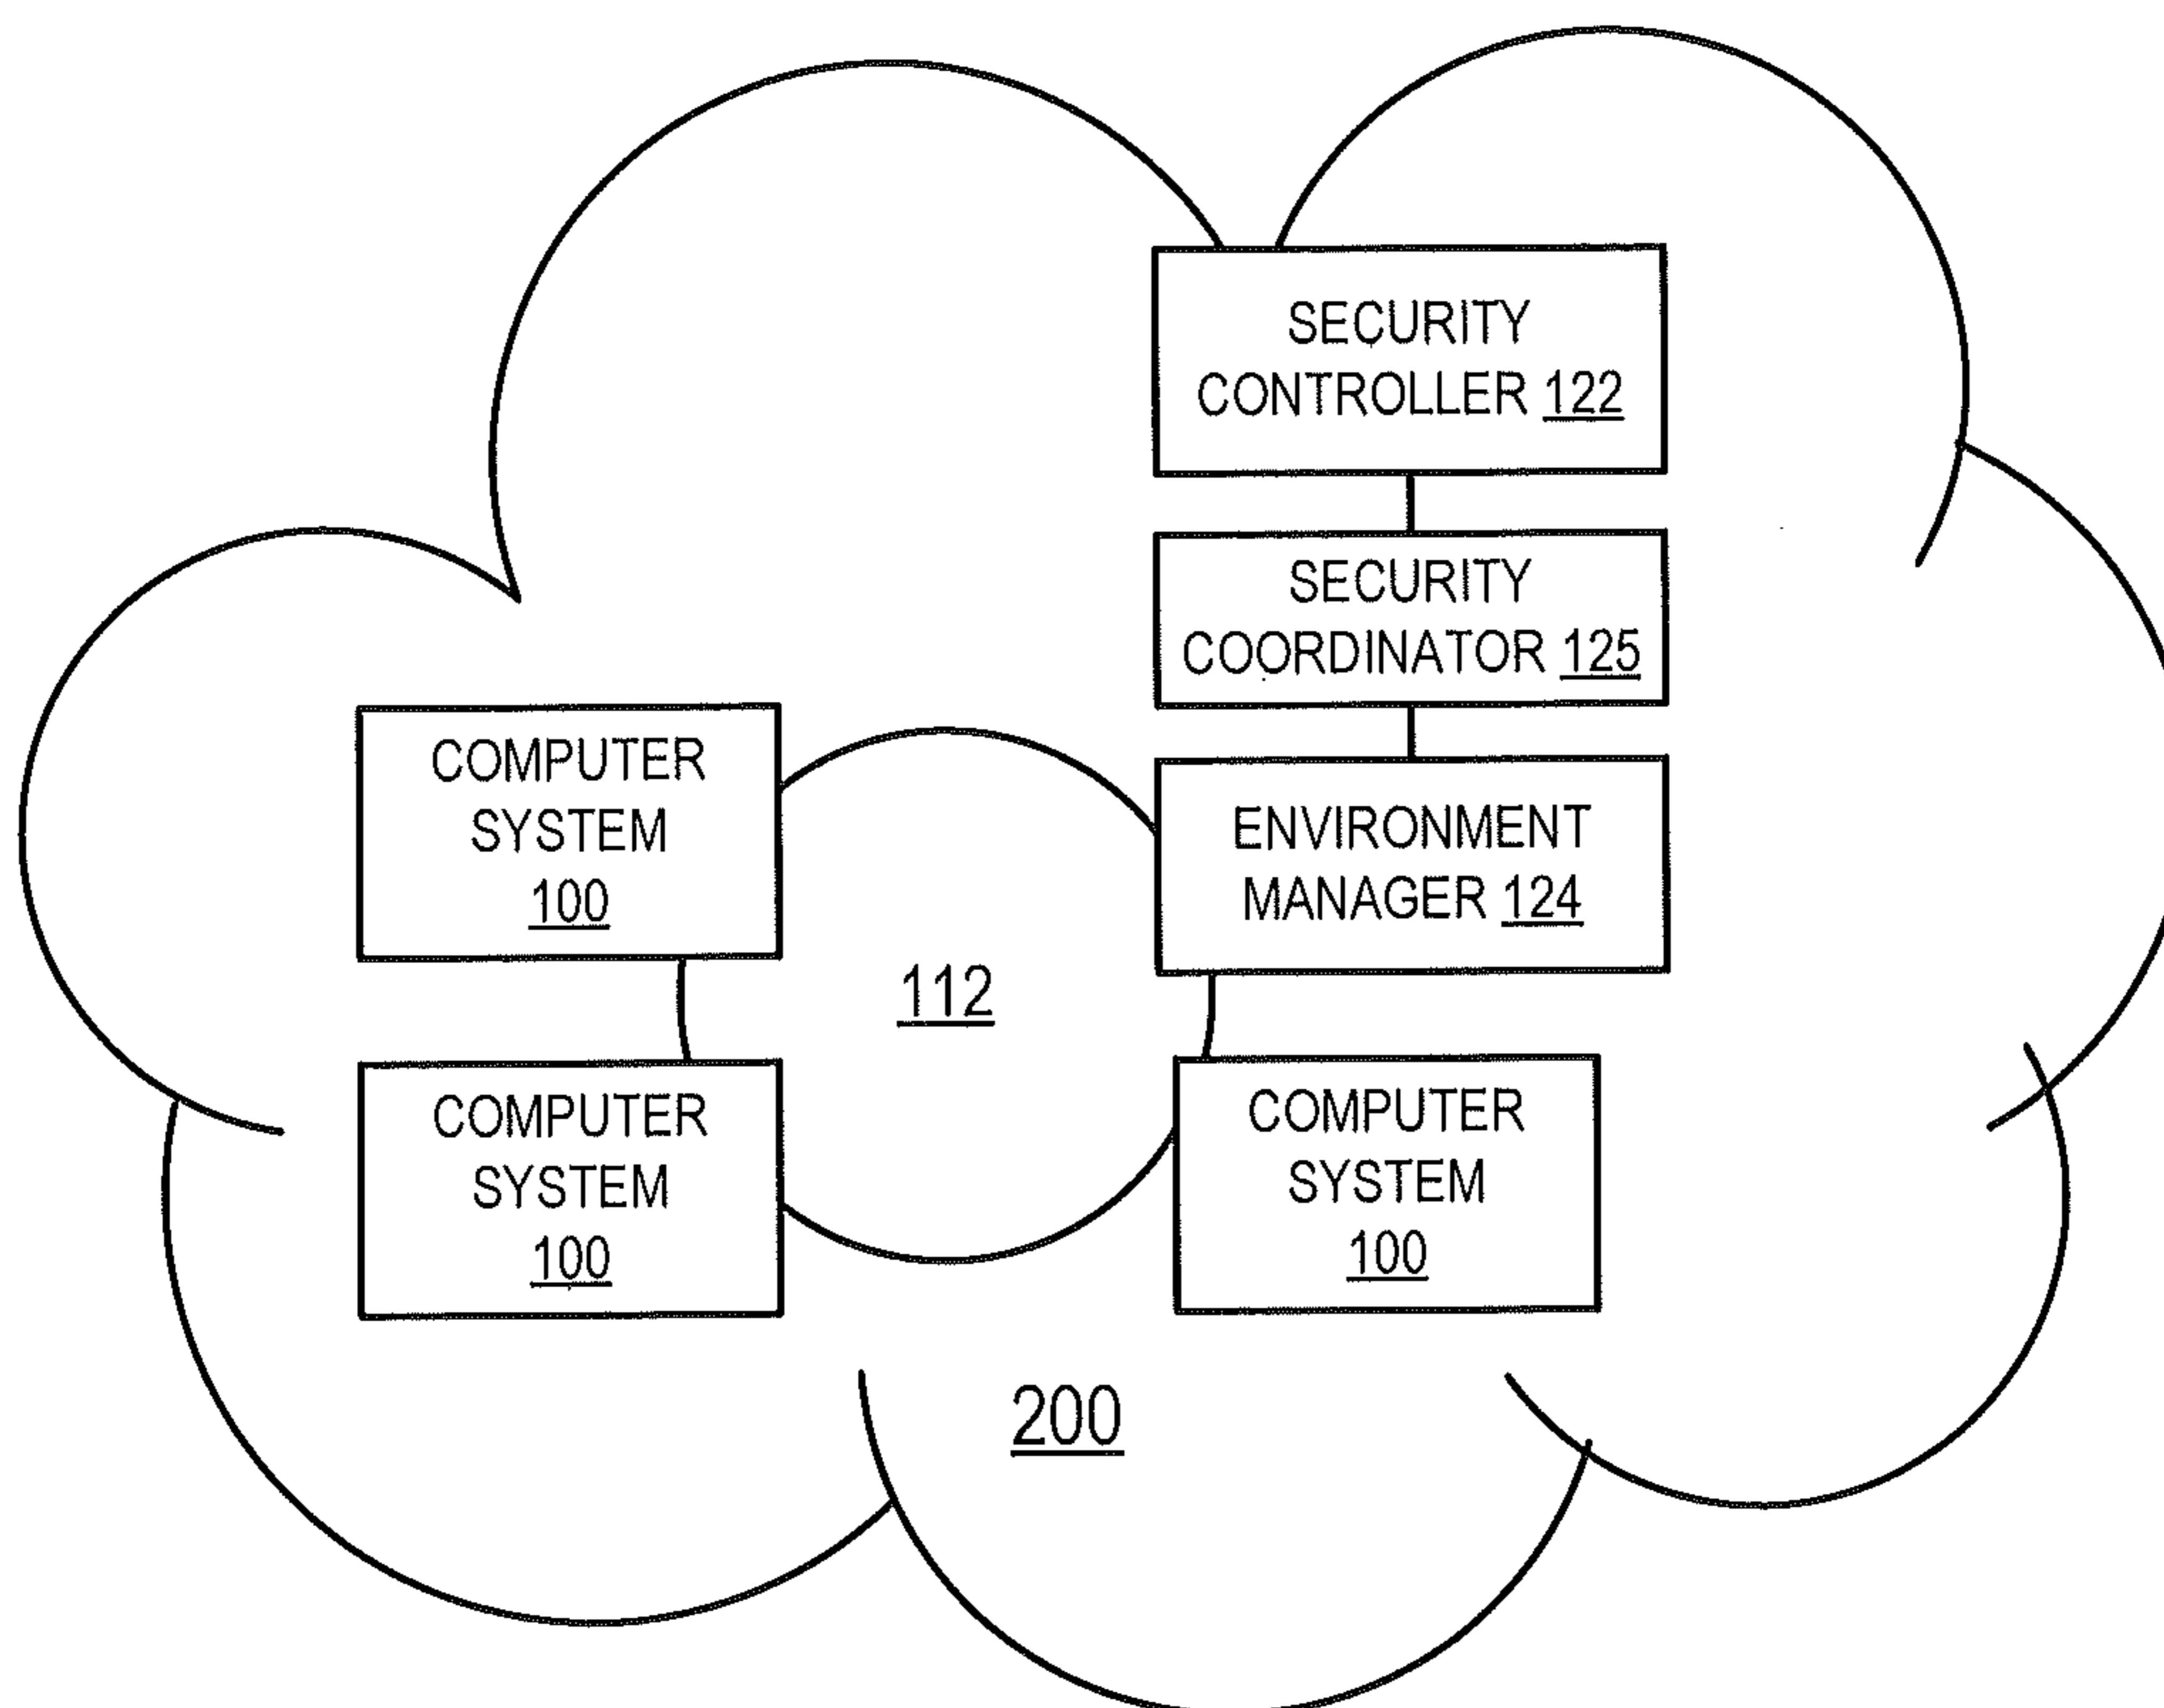 SECURITY
CONTROLLER 122
SECURITY
COORDINATOR 125
COMPUTER
SYSTEM
100
ENVIRONMENT
MANAGER 124
112
COMPUTER
SYSTEM
100
COMPUTER
SYSTEM
100
200